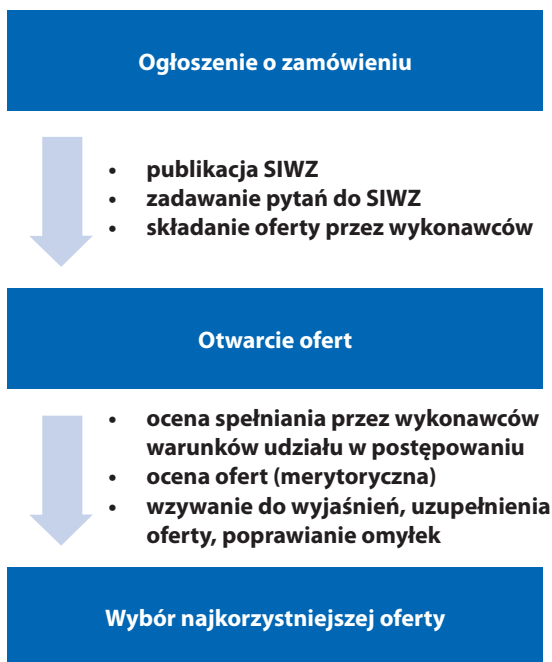 Ogłoszenie o zamówieniu
• publikacja SIWZ
• zadawanie pytań do SIWZ
• składanie oferty przez wykonawców
Otwarcie ofert
• ocena spełniania przez wykonawców
warunków udziału w postępowaniu
• ocena ofert (merytoryczna)
• wzywanie do wyjaśnień, uzupełnienia
oferty, poprawianie omyłek
Wybór najkorzystniejszej oferty